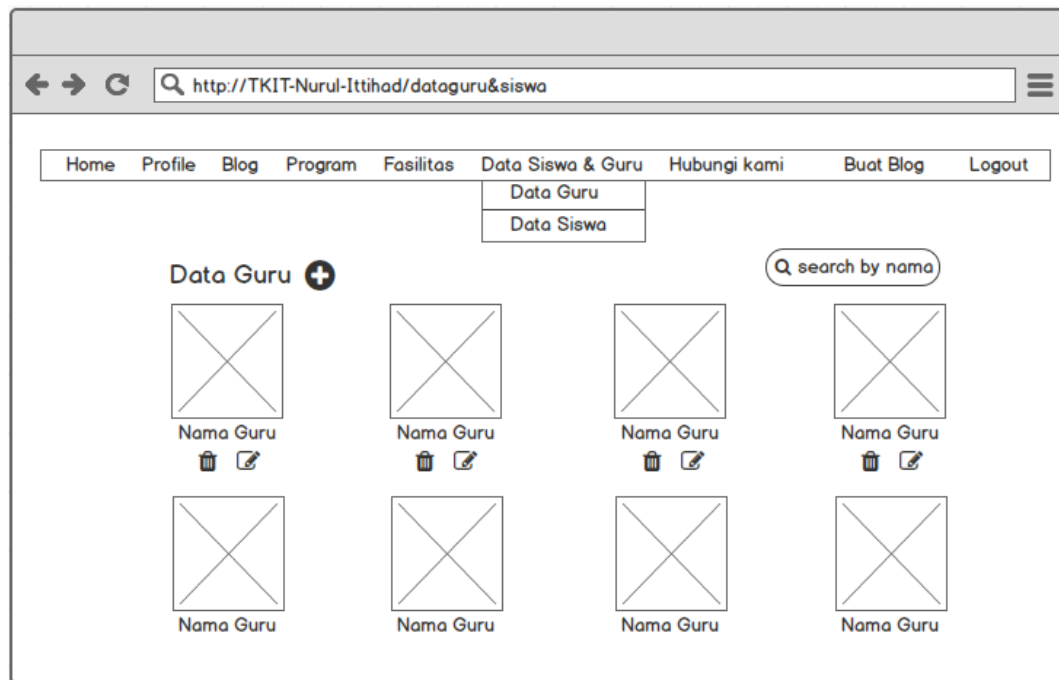 http://TKIT-Nurul-Ittihad/dataguru&siswa
Home Profile Blog Program Fasilitas Data Siswa & Guru Hubungi kami Buat Blog Logout
Data Guru
Data Siswa
Data Guru
search by nama
Nama Guru Nama Guru Nama Guru Nama Guru
Nama Guru Nama Guru Nama Guru Nama Guru